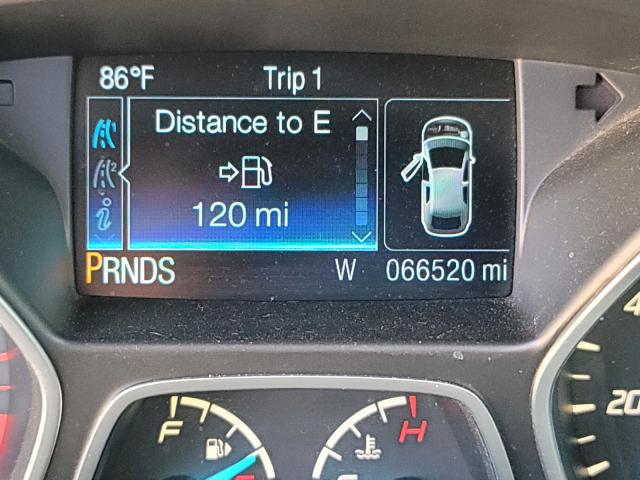 86°F Trip 1
Distance to E
120 mi
PRNDS W 066520 mi
F H
20